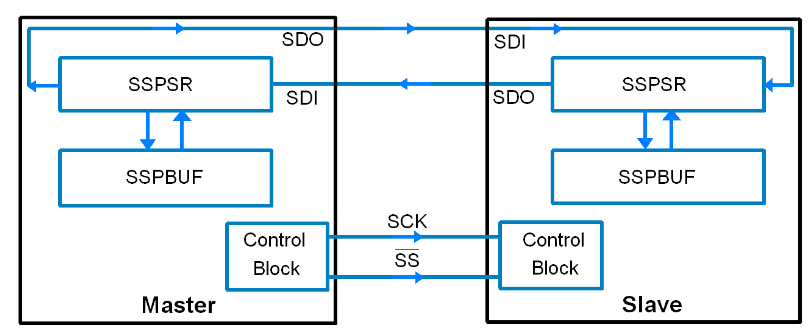 SDO
SDI
SSPSR
SDI
SDO
SSPSR
SSPBUF
SSPBUF
SCK
Control
Block
SS
Control
Block
Master
Slave